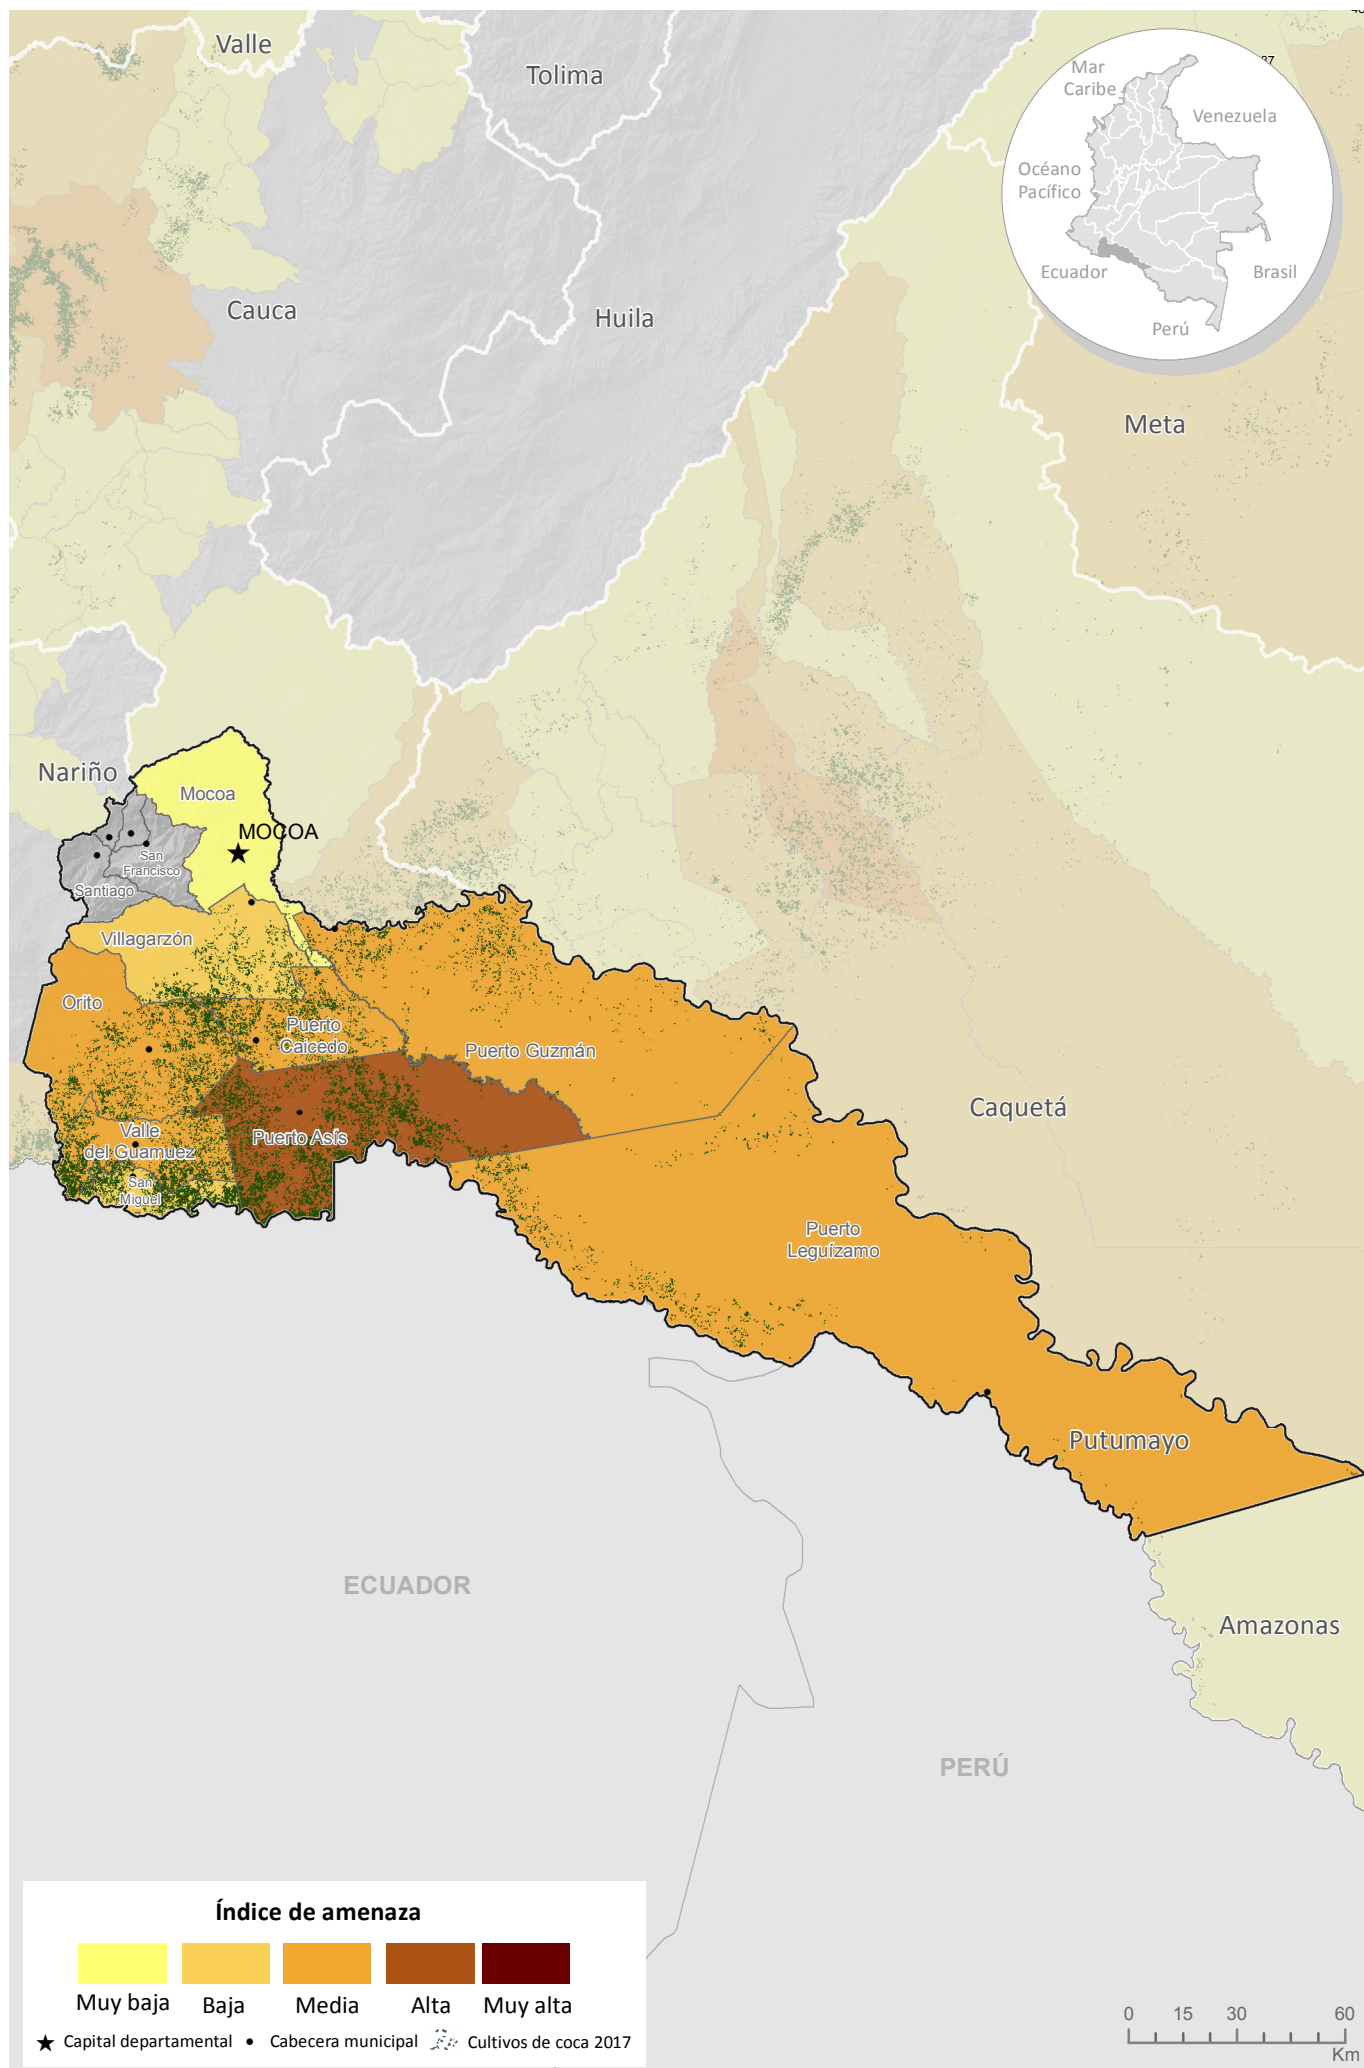 Valle
Tolima
Mar
Caribe
Venezuela
Océano
Pacífico
Ecuador
Brasil
Perú
Cauca
Huila
Meta
Nariño
Mocoa
MOCOA
San
Francisco
Santiago
Villagarzón
Orito
Puerto
Caicedo
Puerto Guzmán
Caquetá
Valle
del Guamuez
Puerto Asís
San
Miguel
Puerto
Leguízamo
Putumayo
ECUADOR
Amazonas
PERÚ
Índice de amenaza
Muy baja
Baja
Media
Alta
Muy alta
Capital departamental
Cabecera municipal
Cultivos de coca 2017
0 15 30 60
Km